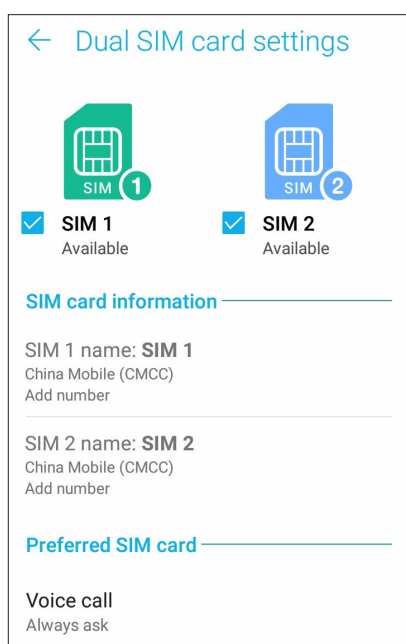 Dual SIM card settings
SIM 1
SIM 2
SIM 1
SIM 2
Available
Available
SIM card information
SIM 1 name: SIM 1
China Mobile (CMCC)
Add number
SIM 2 name: SIM 2
China Mobile (CMCC)
Add number
Preferred SIM card
Voice call
Always ask